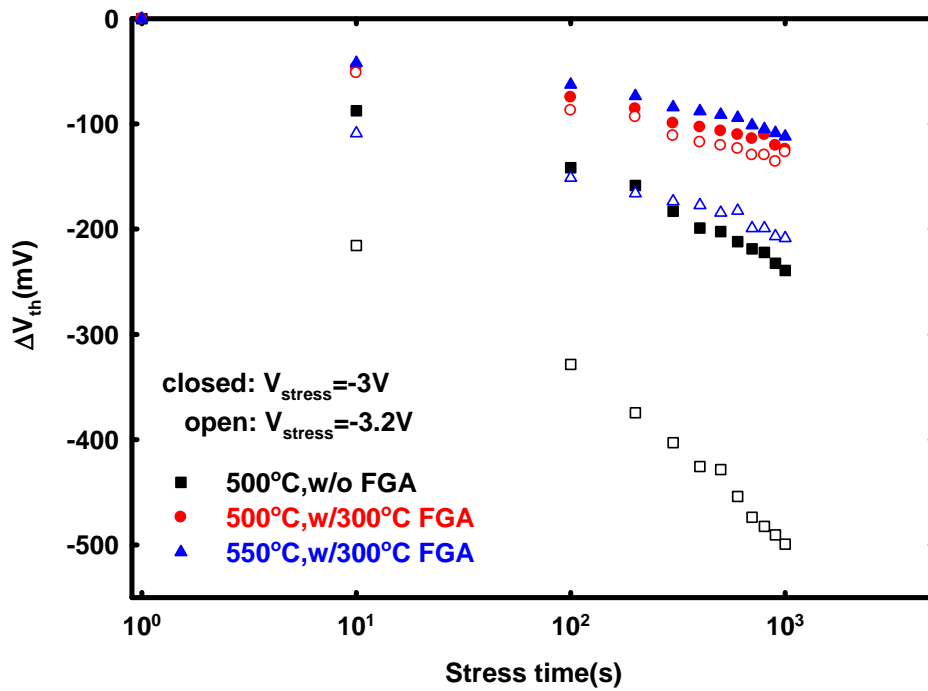 0
-100
-200
-300
-400
-500
ΔVth(mV)
closed: Vstress=-3V
open: Vstress=-3.2V
500oC,w/o FGA
500oC,w/300oC FGA
550oC,w/300oC FGA
10^0 10^1 10^2 10^3
Stress time(s)